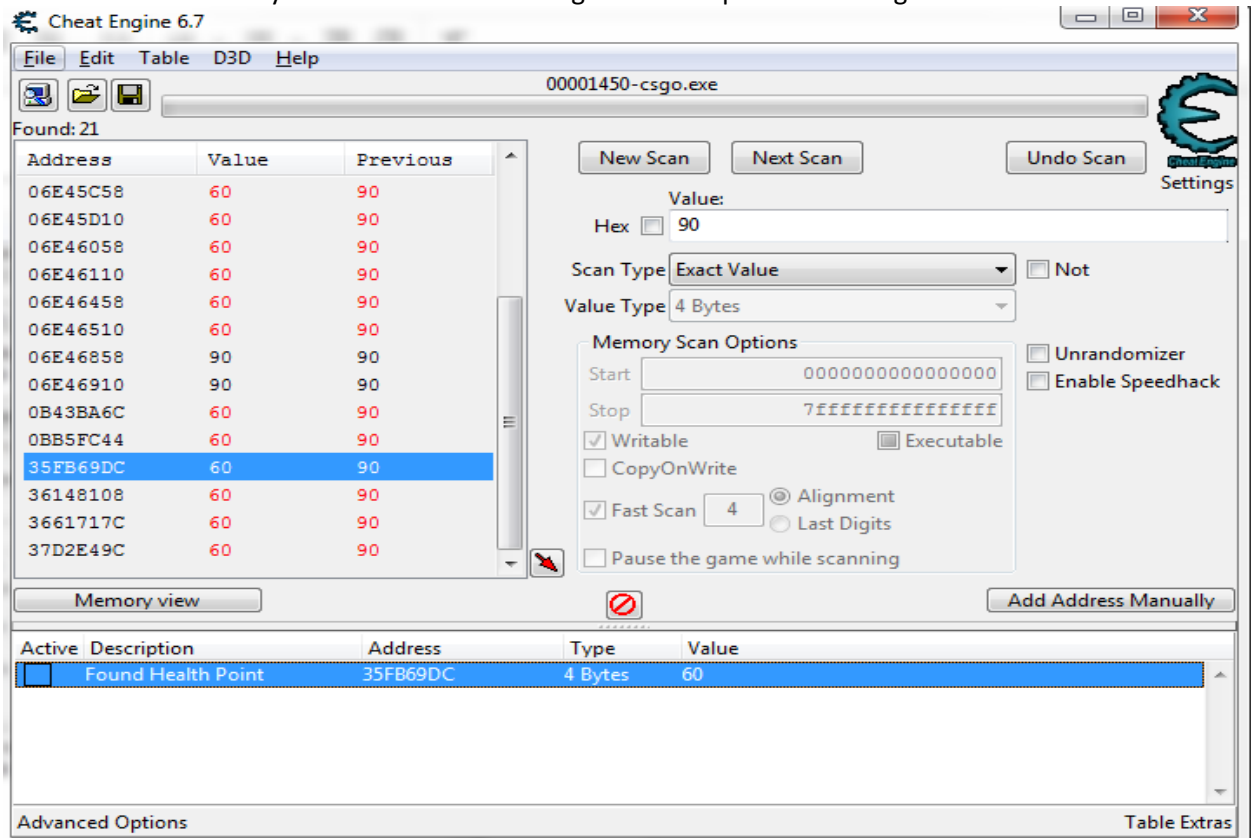 Cheat Engine 6.7
File Edit Table D3D Help
00001450-csgo.exe
Found: 21
Address Value Previous
06E45C58 60 90
06E45D10 60 90
06E46058 60 90
06E46110 60 90
06E46458 60 90
06E46510 60 90
06E46858 90 90
06E46910 90 90
0B43BA6C 60 90
0BB5FC44 60 90
35FB69DC 60 90
36148108 60 90
3661717C 60 90
37D2E49C 60 90
New Scan Next Scan Undo Scan
Cheat Engine
Settings
Value:
Hex 90
Scan Type Exact Value Not
Value Type 4 Bytes
Memory Scan Options
Start 0000000000000000
Stop 7fffffffffffffff
Writable Executable
CopyOnWrite
Fast Scan 4 Alignment
Last Digits
Pause the game while scanning
Unrandomizer
Enable Speedhack
Memory view Add Address Manually
Active Description Address Type Value
Found Health Point 35FB69DC 4 Bytes 60
Advanced Options Table Extras